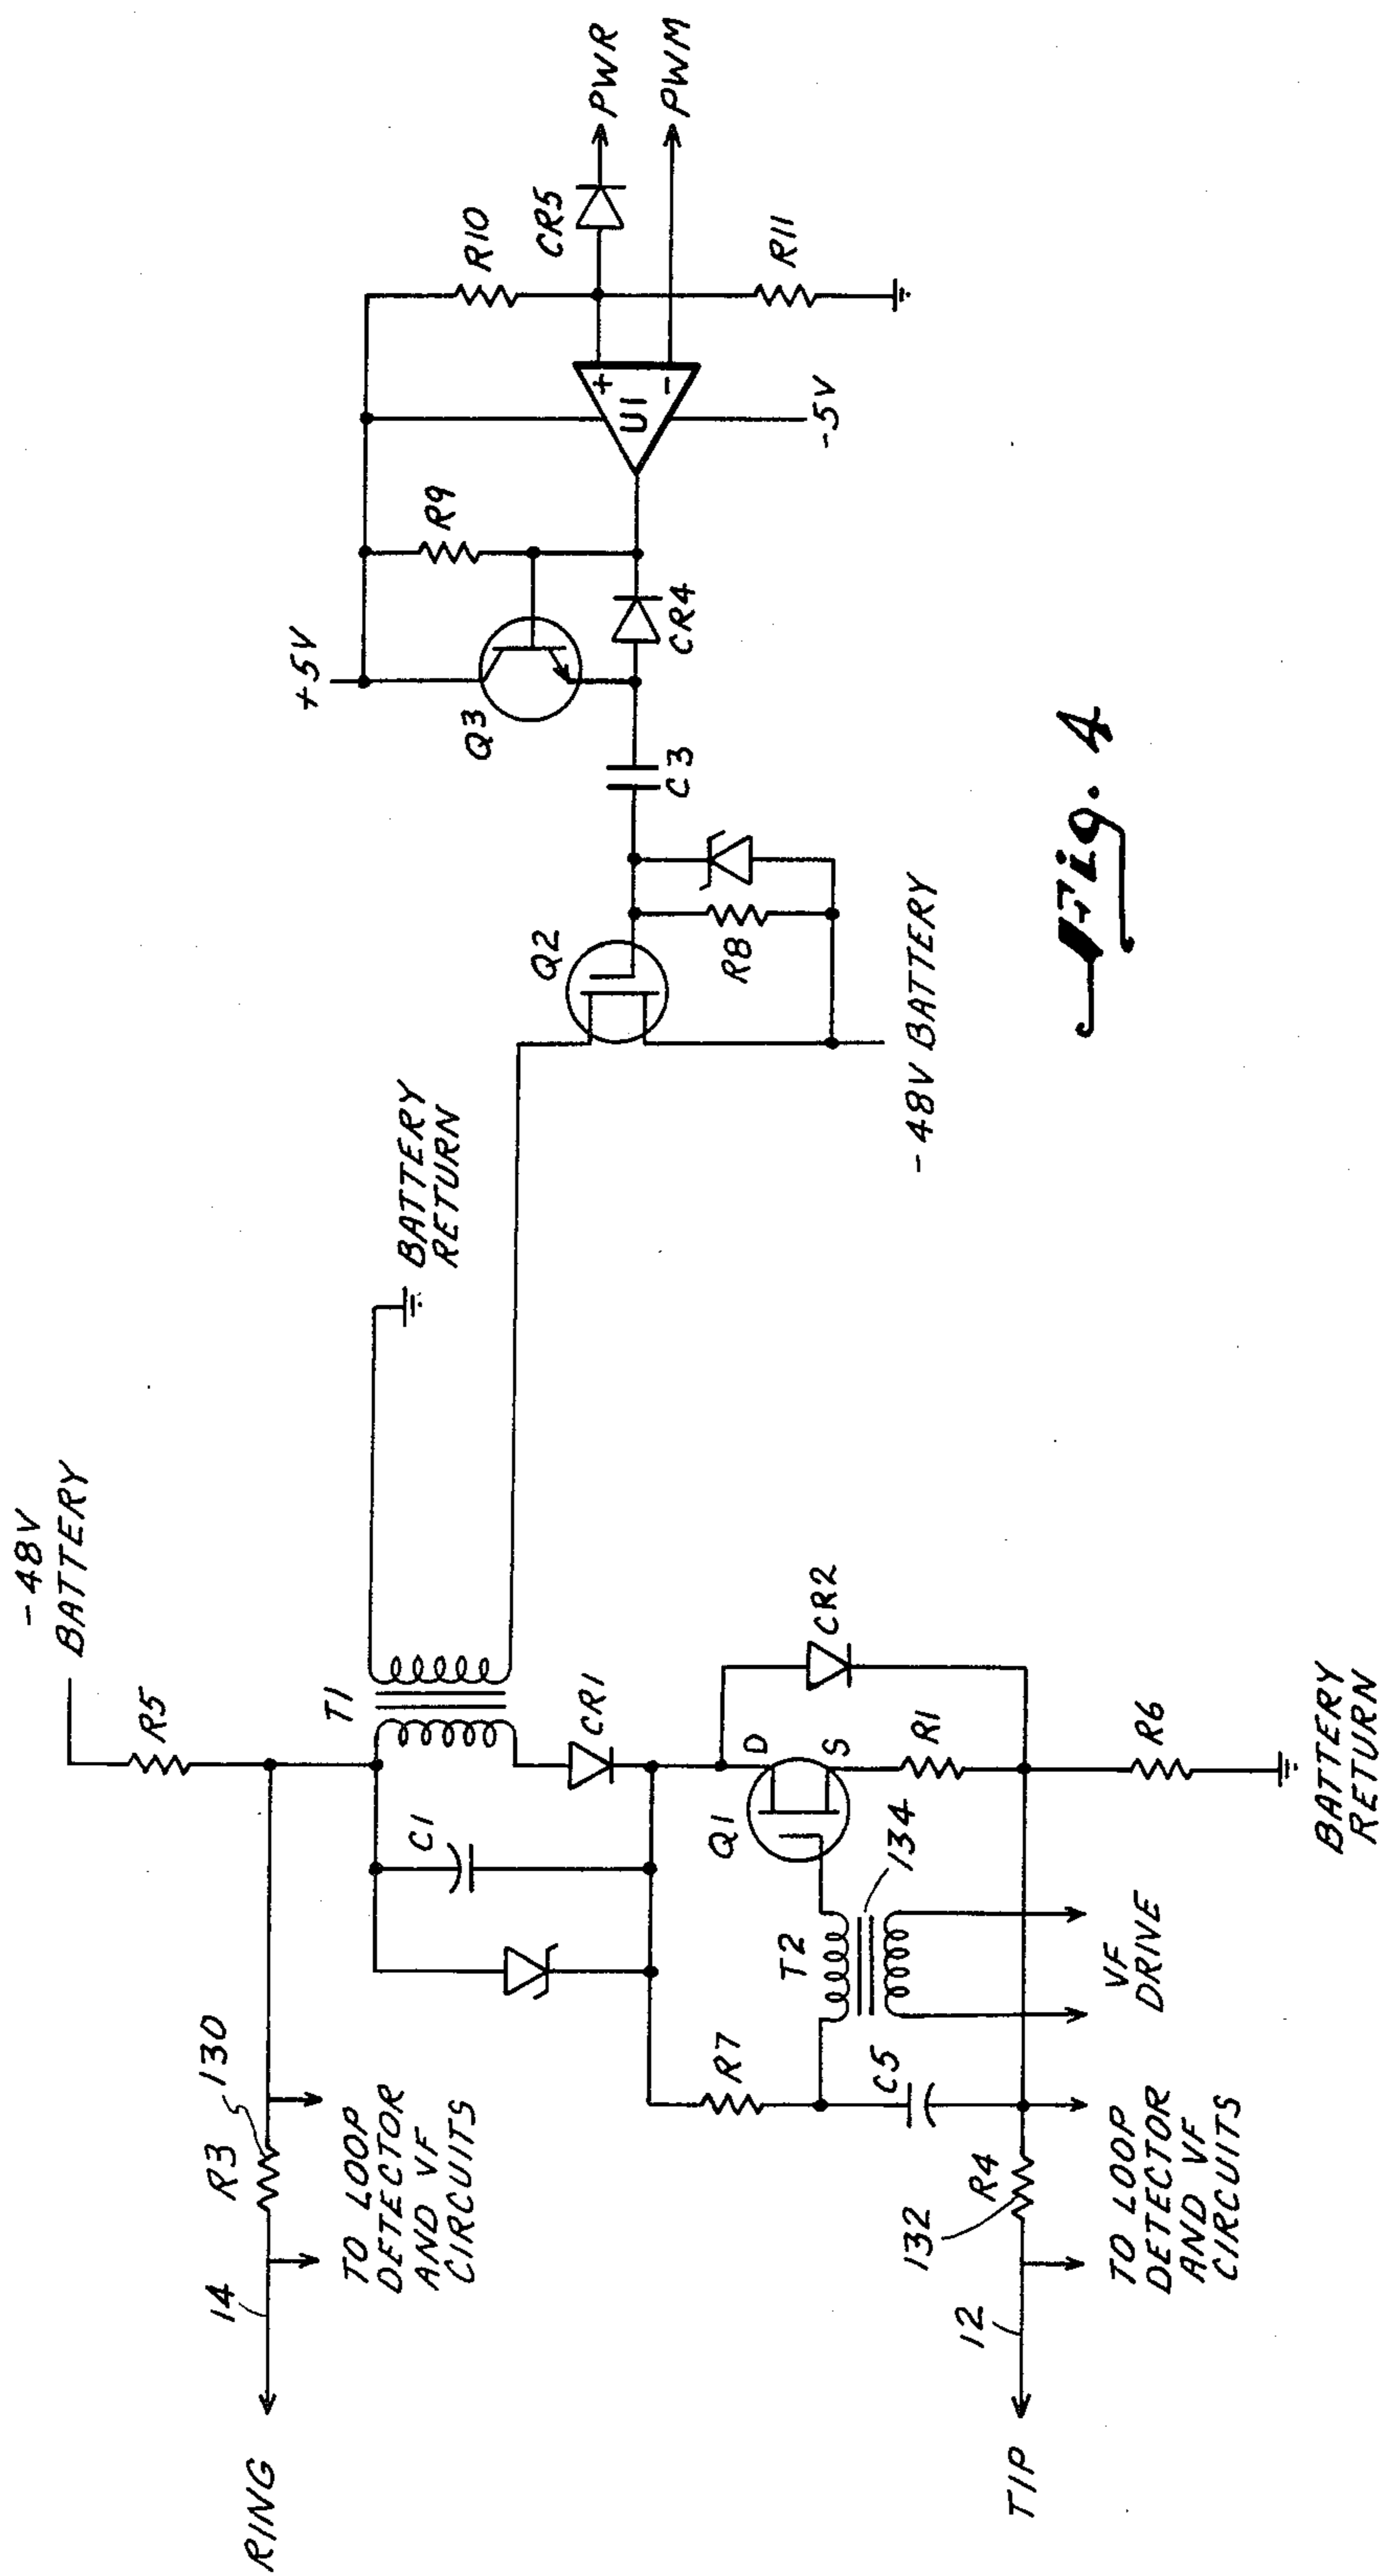 -48V
BATTERY
R5
RING
14
R3
130
TO LOOP
DETECTOR
AND VF
CIRCUITS
C1
T1
CR1
BATTERY
RETURN
+5V
Q3
R9
R10
CR5
PWR
PWM
U1
+
-
-5V
R11
CR4
C3
Q2
R8
-48V BATTERY
R7
T2
134
Q1
D
S
R1
CR2
C5
VF
DRIVE
R6
BATTERY
RETURN
TIP
12
132
R4
TO LOOP
DETECTOR
AND VF
CIRCUITS
Fig. 4